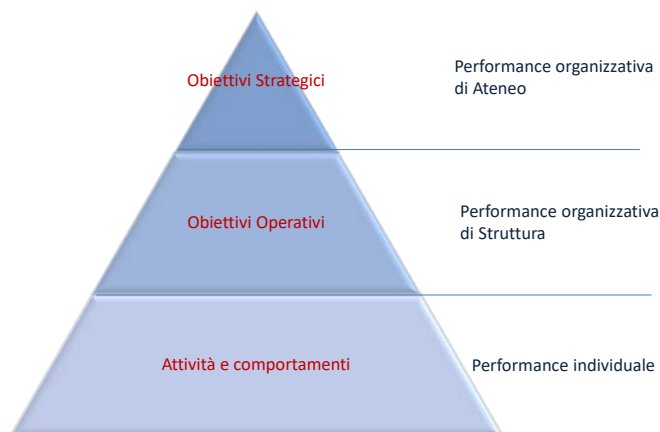 Obiettivi Strategici
Performance organizzativa
di Ateneo
Obiettivi Operativi
Performance organizzativa
di Struttura
Attività e comportamenti
Performance individuale